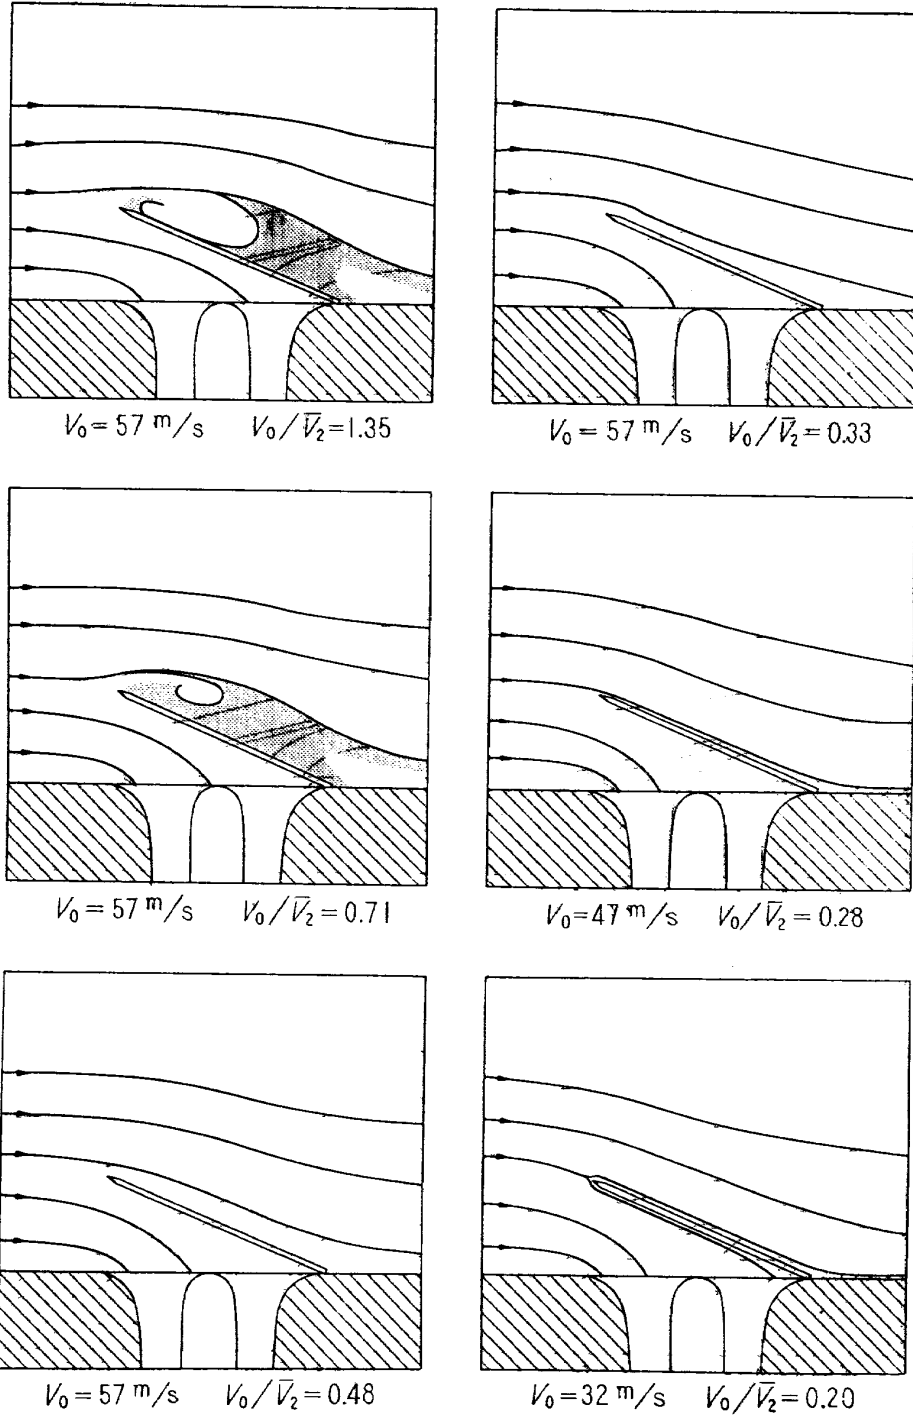 V₀ = 57 m/s V₀/V̄₂=1.35
V₀ = 57 m/s V₀/V̄₂=0.33
V₀ = 57 m/s V₀/V̄₂ = 0.71
V₀=47 m/s V₀/V̄₂ = 0.28
V₀ = 57 m/s V₀/V̄₂=0.48
V₀=32 m/s V₀/V̄₂ = 0.20